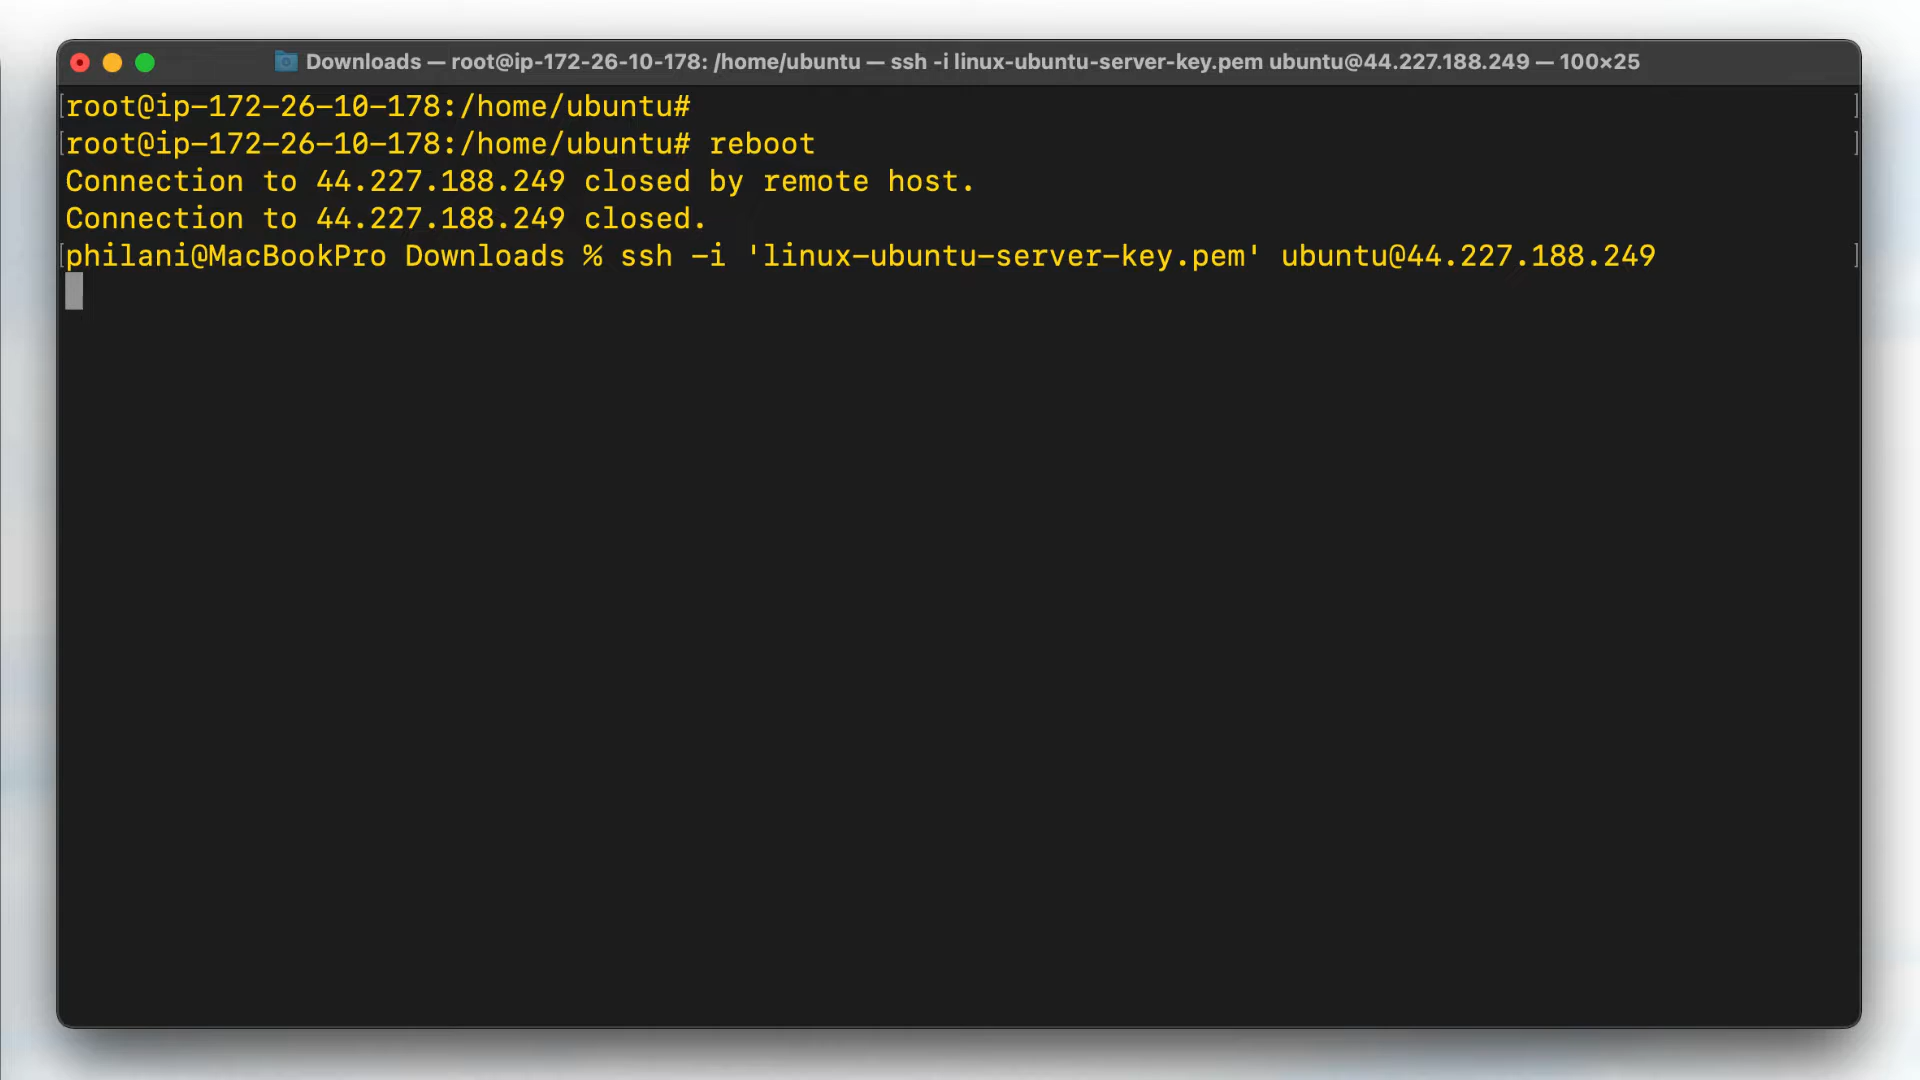 Downloads — root@ip-172-26-10-178: /home/ubuntu — ssh -i linux-ubuntu-server-key.pem ubuntu@44.227.188.249 — 100×25
[root@ip-172-26-10-178:/home/ubuntu# ]
[root@ip-172-26-10-178:/home/ubuntu# reboot ]
Connection to 44.227.188.249 closed by remote host.
Connection to 44.227.188.249 closed.
[philani@MacBookPro Downloads % ssh -i 'linux-ubuntu-server-key.pem' ubuntu@44.227.188.249 ]